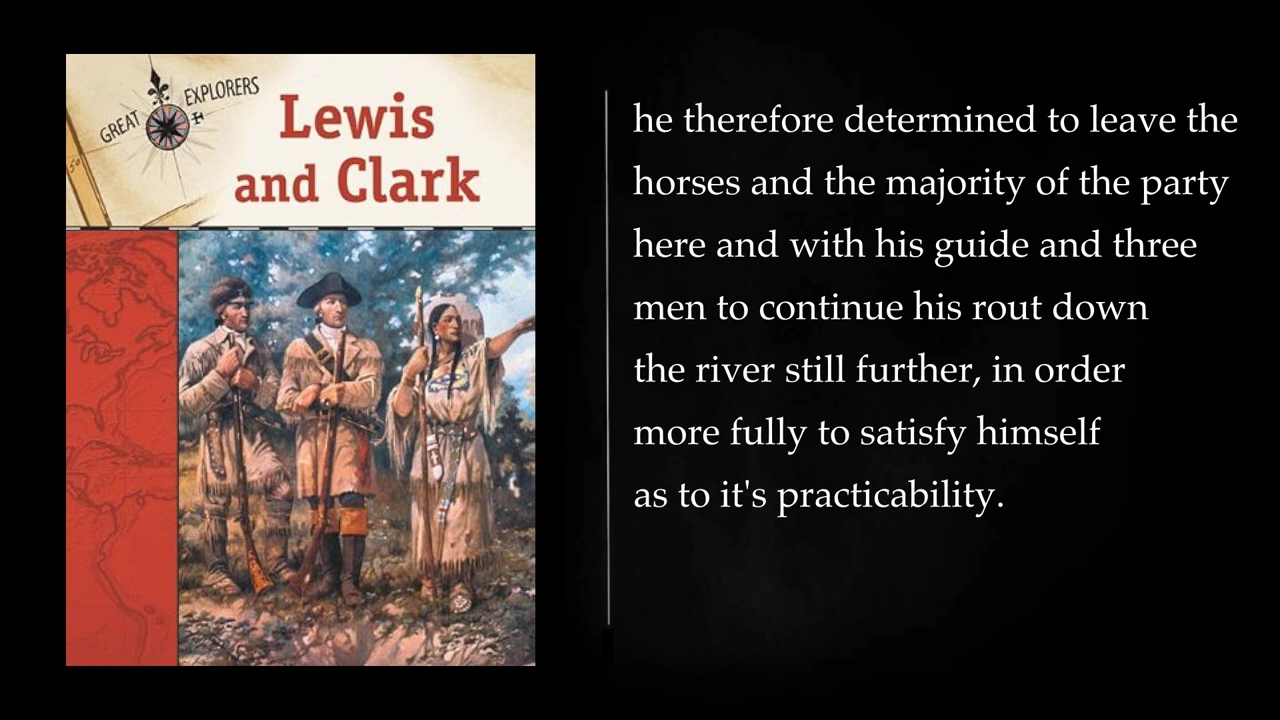 GREAT EXPLORERS
Lewis
and Clark
50
he therefore determined to leave the
horses and the majority of the party
here and with his guide and three
men to continue his rout down
the river still further, in order
more fully to satisfy himself
as to it's practicability.